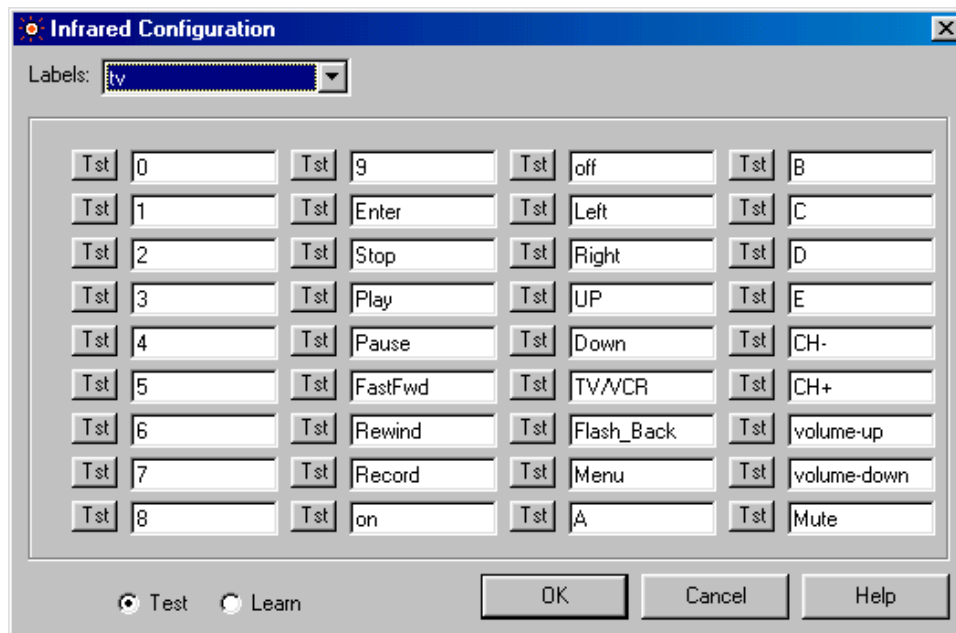 Infrared Configuration
Labels: tv
Tst 0 Tst 9 Tst off Tst B
Tst 1 Tst Enter Tst Left Tst C
Tst 2 Tst Stop Tst Right Tst D
Tst 3 Tst Play Tst UP Tst E
Tst 4 Tst Pause Tst Down Tst CH-
Tst 5 Tst FastFwd Tst TV/VCR Tst CH+
Tst 6 Tst Rewind Tst Flash_Back Tst volume-up
Tst 7 Tst Record Tst Menu Tst volume-down
Tst 8 Tst on Tst A Tst Mute
Test Learn OK Cancel Help